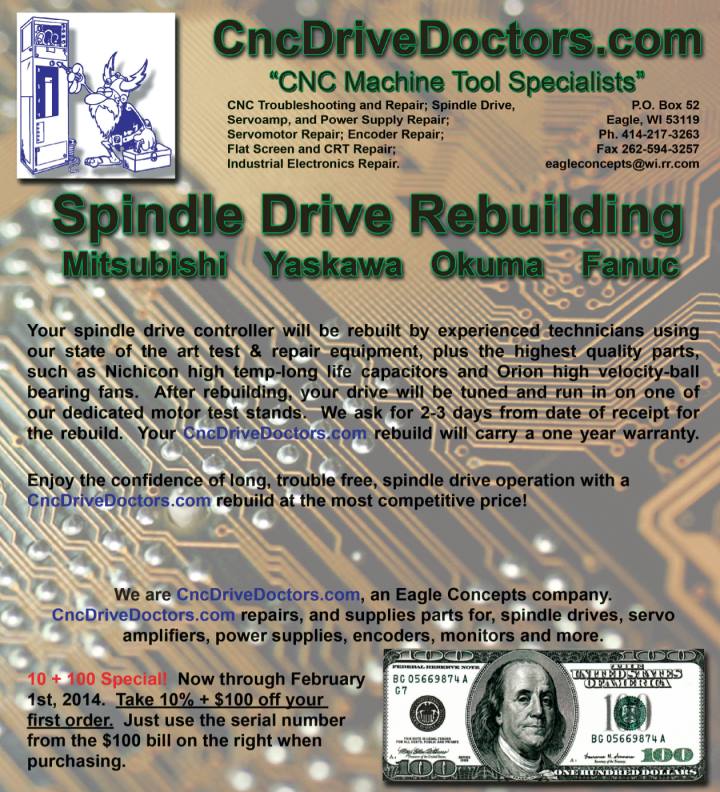 CncDriveDoctors.com
“CNC Machine Tool Specialists”
CNC Troubleshooting and Repair; Spindle Drive,
Servoamp, and Power Supply Repair;
Servomotor Repair; Encoder Repair;
Flat Screen and CRT Repair;
Industrial Electronics Repair.
P.O. Box 52
Eagle, WI 53119
Ph. 414-217-3263
Fax 262-594-3257
eagleconcepts@wi.rr.com
Spindle Drive Rebuilding
Mitsubishi Yaskawa Okuma Fanuc
Your spindle drive controller will be rebuilt by experienced technicians using
our state of the art test & repair equipment, plus the highest quality parts,
such as Nichicon high temp-long life capacitors and Orion high velocity-ball
bearing fans. After rebuilding, your drive will be tuned and run in on one of
our dedicated motor test stands. We ask for 2-3 days from date of receipt for
the rebuild. Your CncDriveDoctors.com rebuild will carry a one year warranty.
Enjoy the confidence of long, trouble free, spindle drive operation with a
CncDriveDoctors.com rebuild at the most competitive price!
We are CncDriveDoctors.com, an Eagle Concepts company.
CncDriveDoctors.com repairs, and supplies parts for, spindle drives, servo
amplifiers, power supplies, encoders, monitors and more.
10 + 100 Special! Now through February
1st, 2014. Take 10% + $100 off your
first order. Just use the serial number
from the $100 bill on the right when
purchasing.
FEDERAL RESERVE NOTE
THE
UNITED STATES
OF AMERICA
BG 05669874 A
G7
BG 05669874 A
100
100
ONE HUNDRED DOLLARS